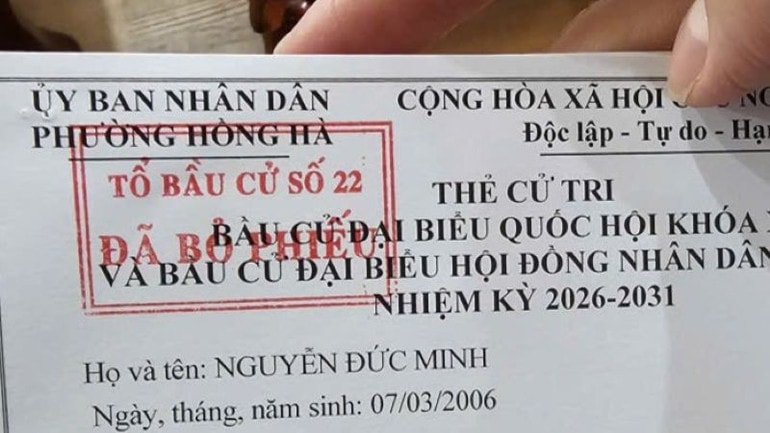 ỦY BAN NHÂN DÂN
PHƯỜNG HỒNG HÀ
CỘNG HÒA XÃ HỘI
Độc lập - Tự do -
TỔ BẦU CỬ SỐ 22
ĐÃ BỎ PHIẾU
THẺ CỬ TRI
BẦU CỬ ĐẠI BIỂU QUỐC HỘI KHÓA
VÀ BẦU CỬ ĐẠI BIỂU HỘI ĐỒNG NHÂN DÂN
NHIỆM KỲ 2026-2031
Họ và tên: NGUYỄN ĐỨC MINH
Ngày, tháng, năm sinh: 07/03/2006